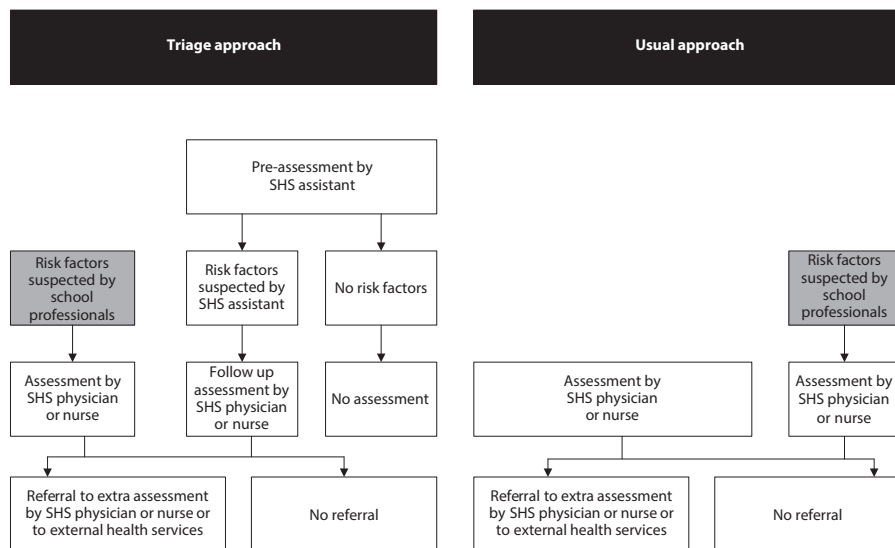 Triage approach
Usual approach
Pre-assessment by
SHS assistant
Risk factors
suspected by
school
professionals
Risk factors
suspected by
SHS assistant
No risk factors
Risk factors
suspected by
school
professionals
Assessment by
SHS physician
or nurse
Follow up
assessment by
SHS physician
or nurse
No assessment
Assessment by
SHS physician
or nurse
Assessment by
SHS physician
or nurse
Referral to extra assessment
by SHS physician or nurse or
to external health services
No referral
Referral to extra assessment
by SHS physician or nurse or
to external health services
No referral